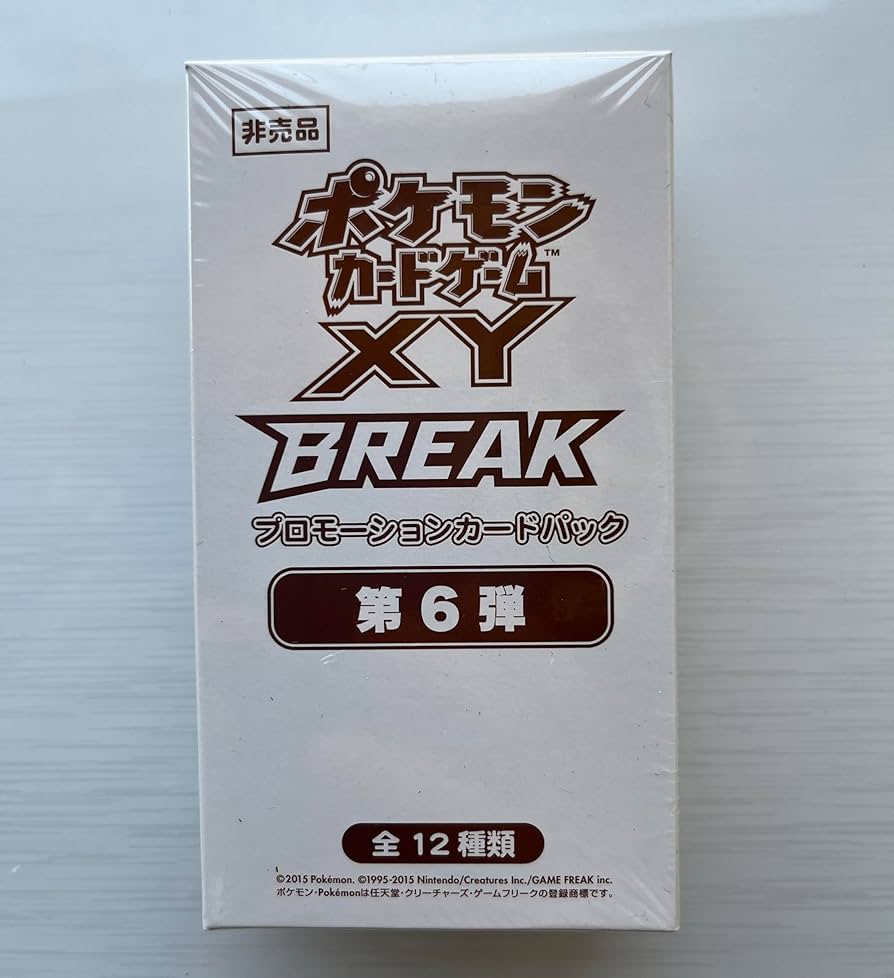 非売品
ポケモン
カードゲーム™
XY
BREAK
プロモーションカードパック
第6弾
全12種類
©2015 Pokémon. ©1995-2015 Nintendo/Creatures Inc./GAME FREAK inc.
ポケモン・Pokémonは任天堂・クリーチャーズ・ゲームフリークの登録商標です。